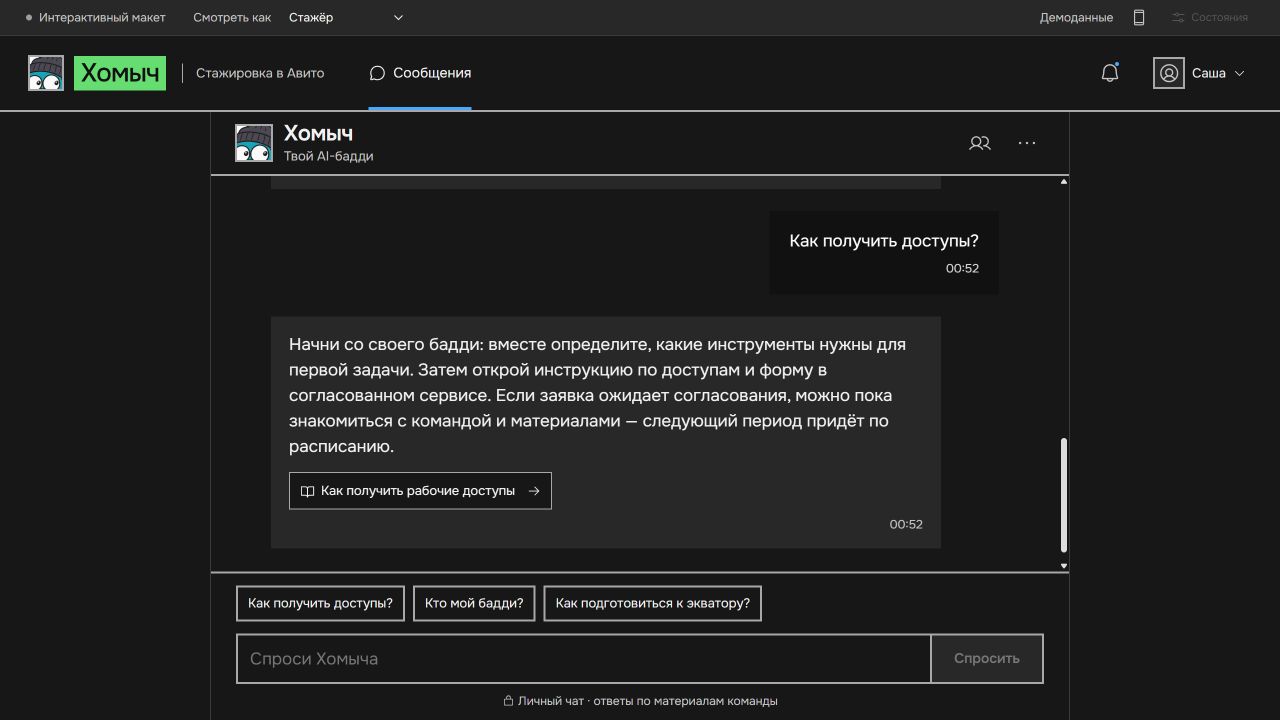 Интерактивный макет
Смотреть как
Стажёр
Демоданные
Состояния
Хомыч
Стажировка в Авито
Сообщения
Саша
Хомыч
Твой AI-бадди
Как получить доступы?
00:52
Начни со своего бадди: вместе определите, какие инструменты нужны для
первой задачи. Затем открой инструкцию по доступам и форму в
согласованном сервисе. Если заявка ожидает согласования, можно пока
знакомиться с командой и материалами — следующий период придёт по
расписанию.
Как получить рабочие доступы
00:52
Как получить доступы?
Кто мой бадди?
Как подготовиться к экватору?
Спроси Хомыча
Спросить
Личный чат · ответы по материалам команды